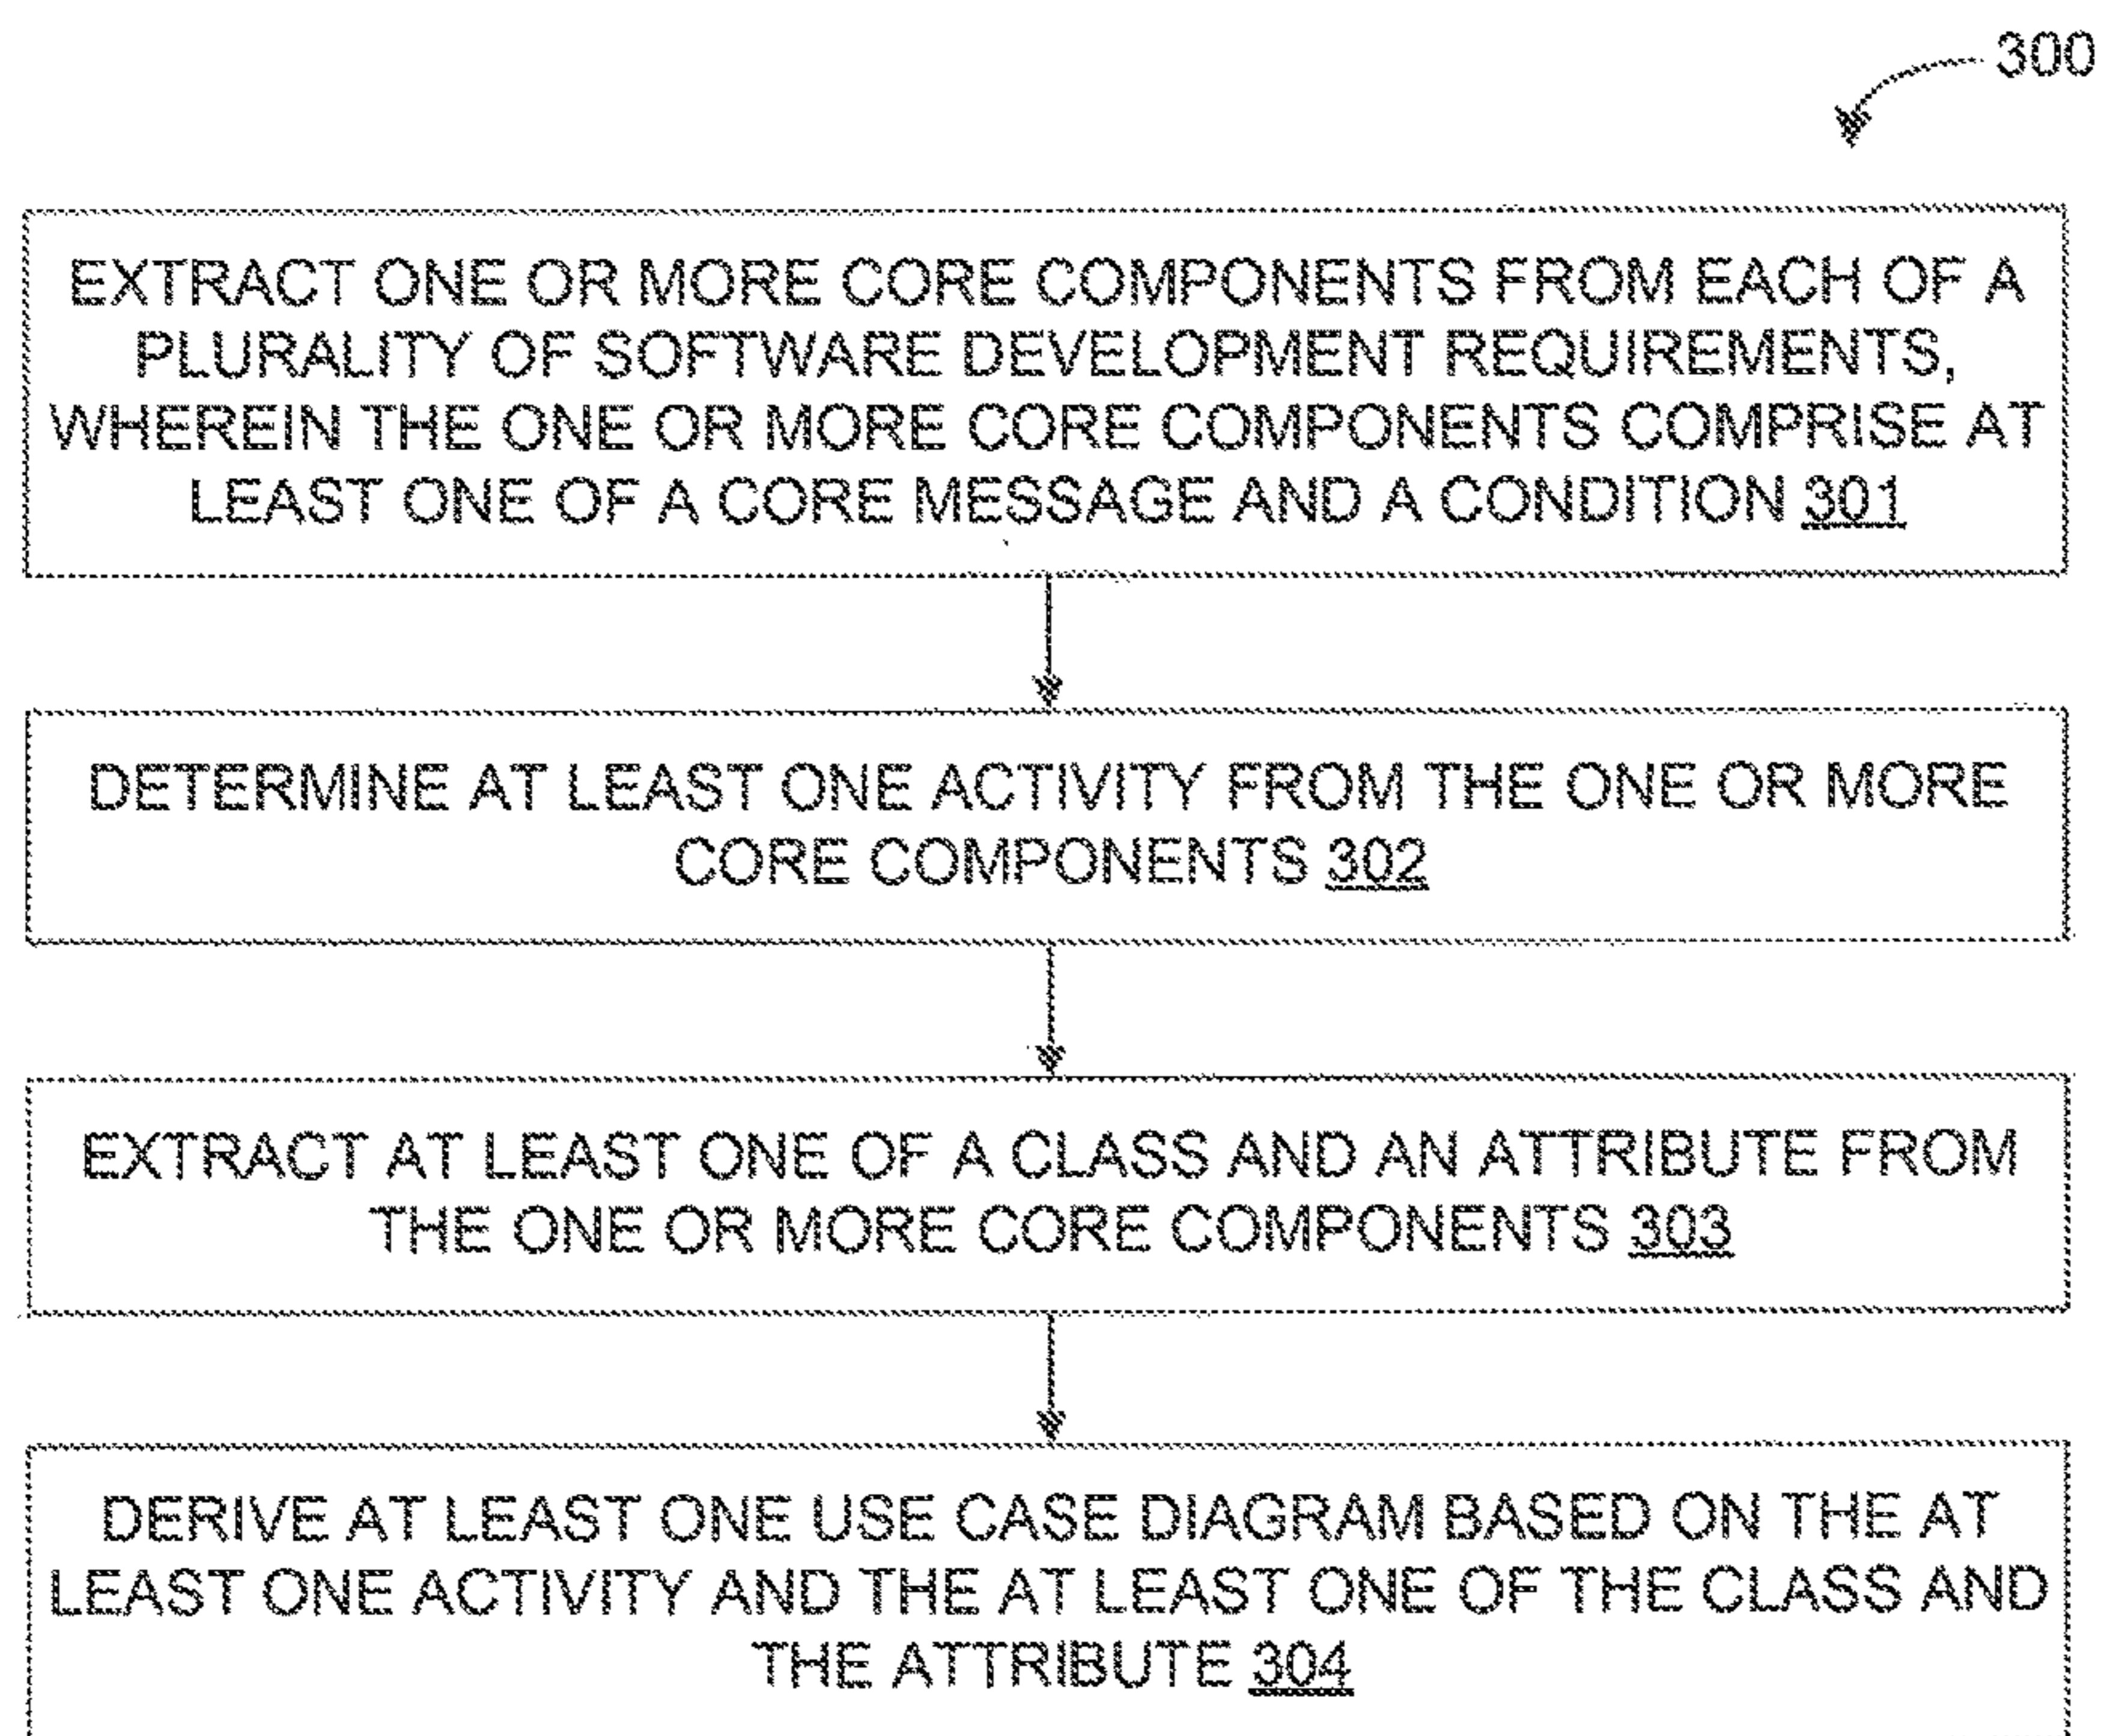 300
EXTRACT ONE OR MORE CORE COMPONENTS FROM EACH OF A
PLURALITY OF SOFTWARE DEVELOPMENT REQUIREMENTS,
WHEREIN THE ONE OR MORE CORE COMPONENTS COMPRISE AT
LEAST ONE OF A CORE MESSAGE AND A CONDITION 301
DETERMINE AT LEAST ONE ACTIVITY FROM THE ONE OR MORE
CORE COMPONENTS 302
EXTRACT AT LEAST ONE OF A CLASS AND AN ATTRIBUTE FROM
THE ONE OR MORE CORE COMPONENTS 303
DERIVE AT LEAST ONE USE CASE DIAGRAM BASED ON THE AT
LEAST ONE ACTIVITY AND THE AT LEAST ONE OF THE CLASS AND
THE ATTRIBUTE 304